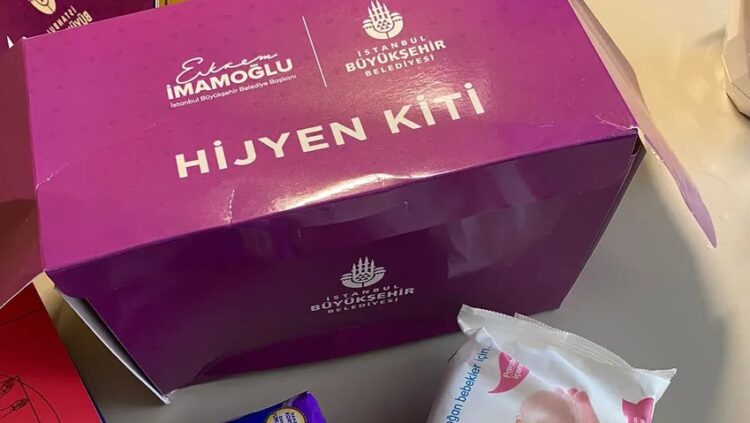 Ekrem
İMAMOĞLU
İstanbul Büyükşehir Belediye Başkanı
İSTANBUL
BÜYÜKŞEHİR
BELEDİYESİ
HİJYEN KİTİ
İSTANBUL
BÜYÜKŞEHİR
BELEDİYESİ
doğan bebekler için...